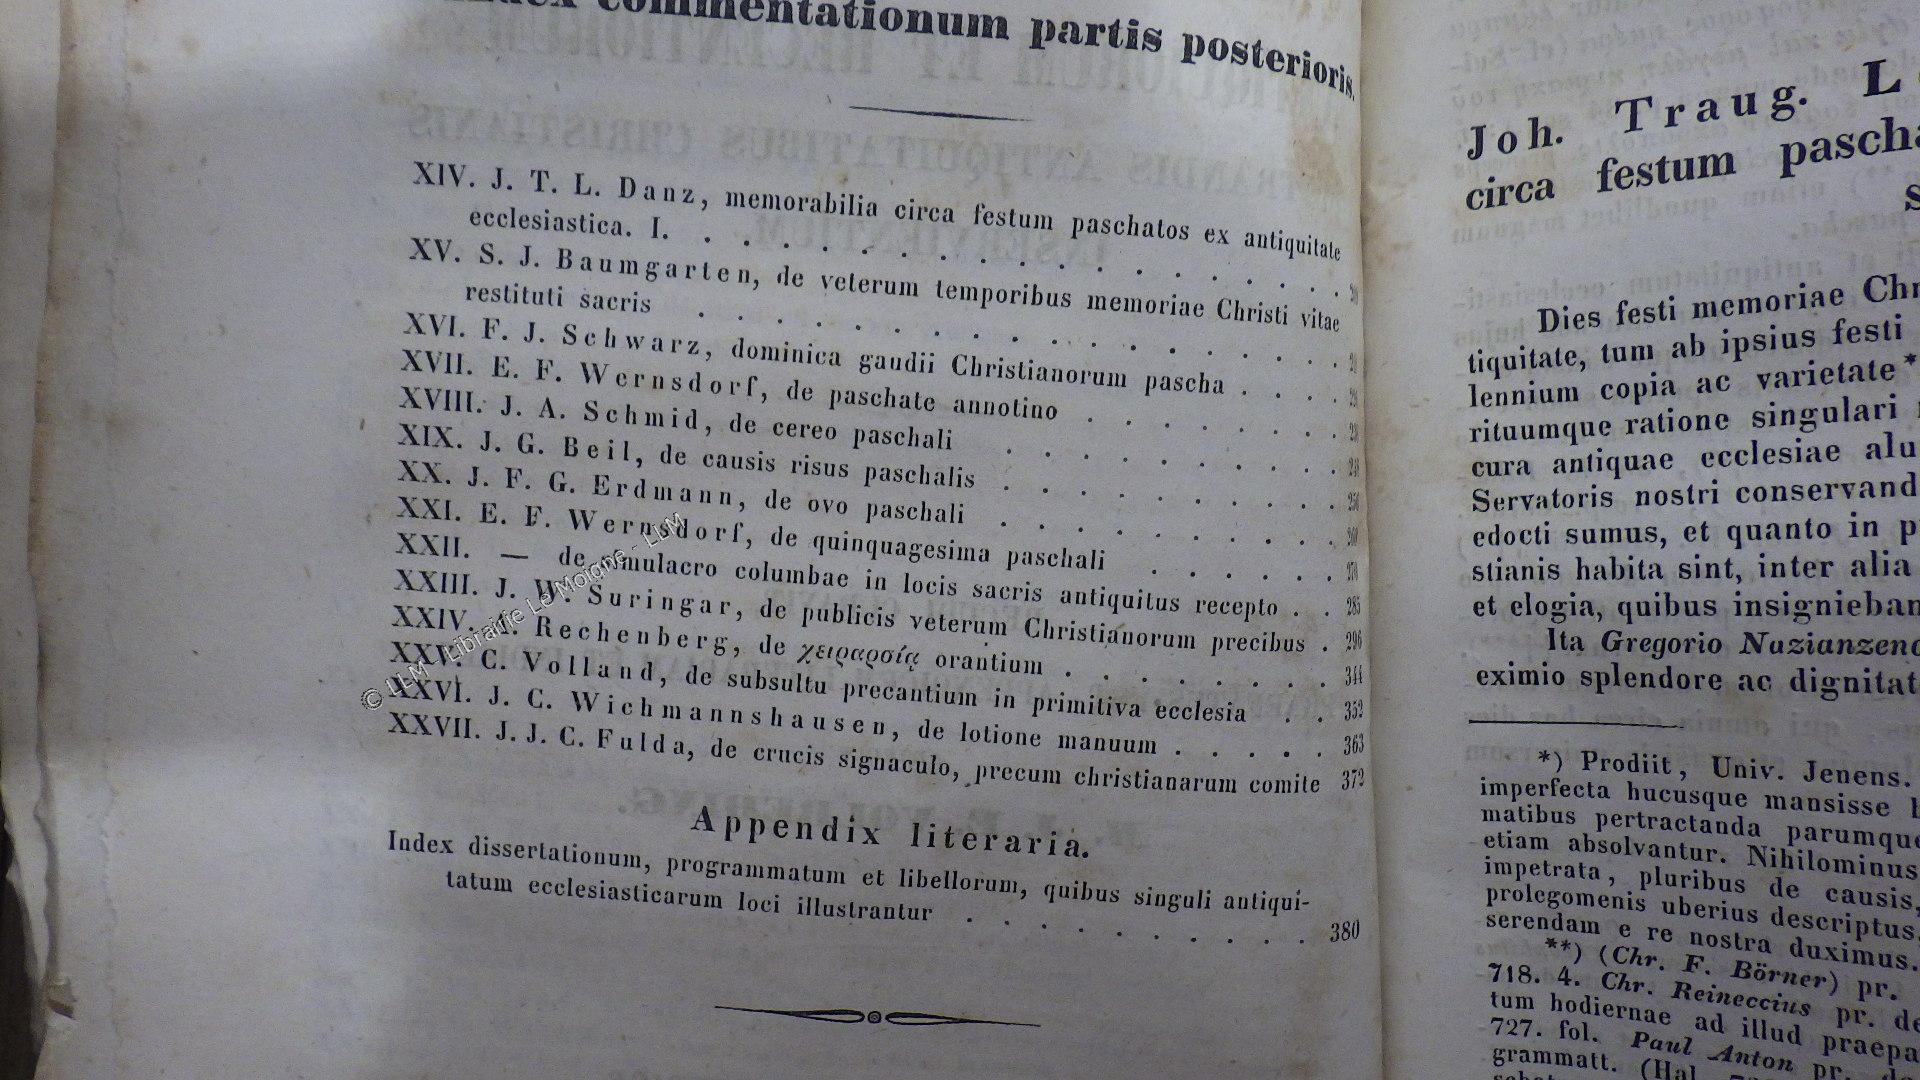 Index commentationum partis posterioris.
XIV. J. T. L. Danz, memorabilia circa festum paschatos ex antiquitate
ecclesiastica. I. . . . . . . . . . . . . . . . . .
XV. S. J. Baumgarten, de veterum temporibus memoriae Christi vitae
restituti sacris . . . . . . . . . . . . . . . . .
XVI. F. J. Schwarz, dominica gaudii Christianorum pascha . . . .
XVII. E. F. Wernsdorf, de paschate annotino . . . . . . . .
XVIII. J. A. Schmid, de cereo paschali . . . . . . . . .
XIX. J. G. Beil, de causis risus paschalis . . . . . . . . .
XX. J. F. G. Erdmann, de ovo paschali . . . . . . . . .
XXI. E. F. Wernsdorf, de quinquagesima paschali . . . . . .
XXII. — de simulacro columbae in locis sacris antiquitus recepto . . 285
XXIII. J. W. Suringar, de publicis veterum Christianorum precibus . 296
XXIV. A. Rechenberg, de χειραρσίᾳ orantium . . . . . . . . 344
XXV. C. Volland, de subsultu precantium in primitiva ecclesia . . 352
XXVI. J. C. Wichmannshausen, de lotione manuum . . . . . 363
XXVII. J. J. C. Fulda, de crucis signaculo, precum christianarum comite 372
Appendix literaria.
Index dissertationum, programmatum et libellorum, quibus singuli antiqui-
tatum ecclesiasticarum loci illustrantur . . . . . . . . . . 380
© LLM - Librairie Le Moigne - LLM
Joh. Traug. L
circa festum pascha
Dies festi memoriae Chr
tiquitate, tum ab ipsius festi
lennium copia ac varietate *
rituumque ratione singulari
cura antiquae ecclesiae alu
Servatoris nostri conservand
edocti sumus, et quanto in p
stianis habita sint, inter alia
et elogia, quibus insignieban
Ita Gregorio Nazianzeno
eximio splendore ac dignitat
*) Prodiit, Univ. Jenens.
imperfecta hucusque mansisse
matibus pertractanda parumque
etiam absolvantur. Nihilominus
impetrata, pluribus de causis,
prolegomenis uberius descriptus.
serendam e re nostra duximus.
**) (Chr. F. Börner) pr.
718. 4. Chr. Reineccius pr. de
tum hodiernae ad illud praepa
727. fol. Paul Anton pr. de
grammatt. (Hal.